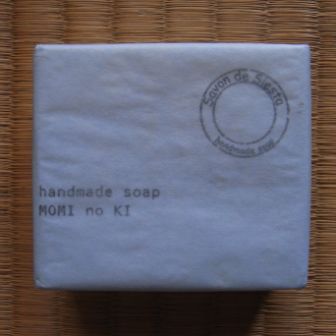 Savon de Siesta
handmade soap
handmade soap
MOMI no KI